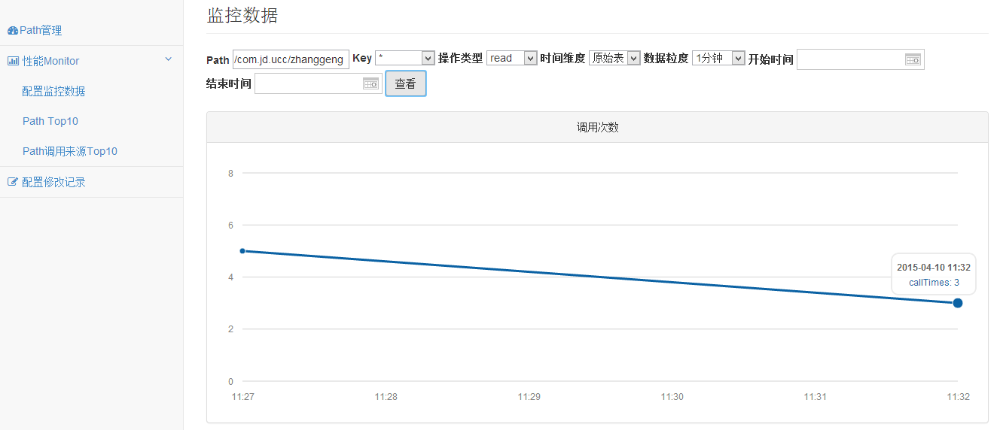 Path管理
性能Monitor
配置监控数据
Path Top10
Path调用来源Top10
配置修改记录
监控数据
Path /com.jd.ucc/zhanggeng Key * 操作类型 read 时间维度 原始表 数据粒度 1分钟 开始时间
结束时间 查看
调用次数
8
6
4
2
0
2015-04-10 11:32
callTimes: 3
11:27 11:28 11:29 11:30 11:31 11:32